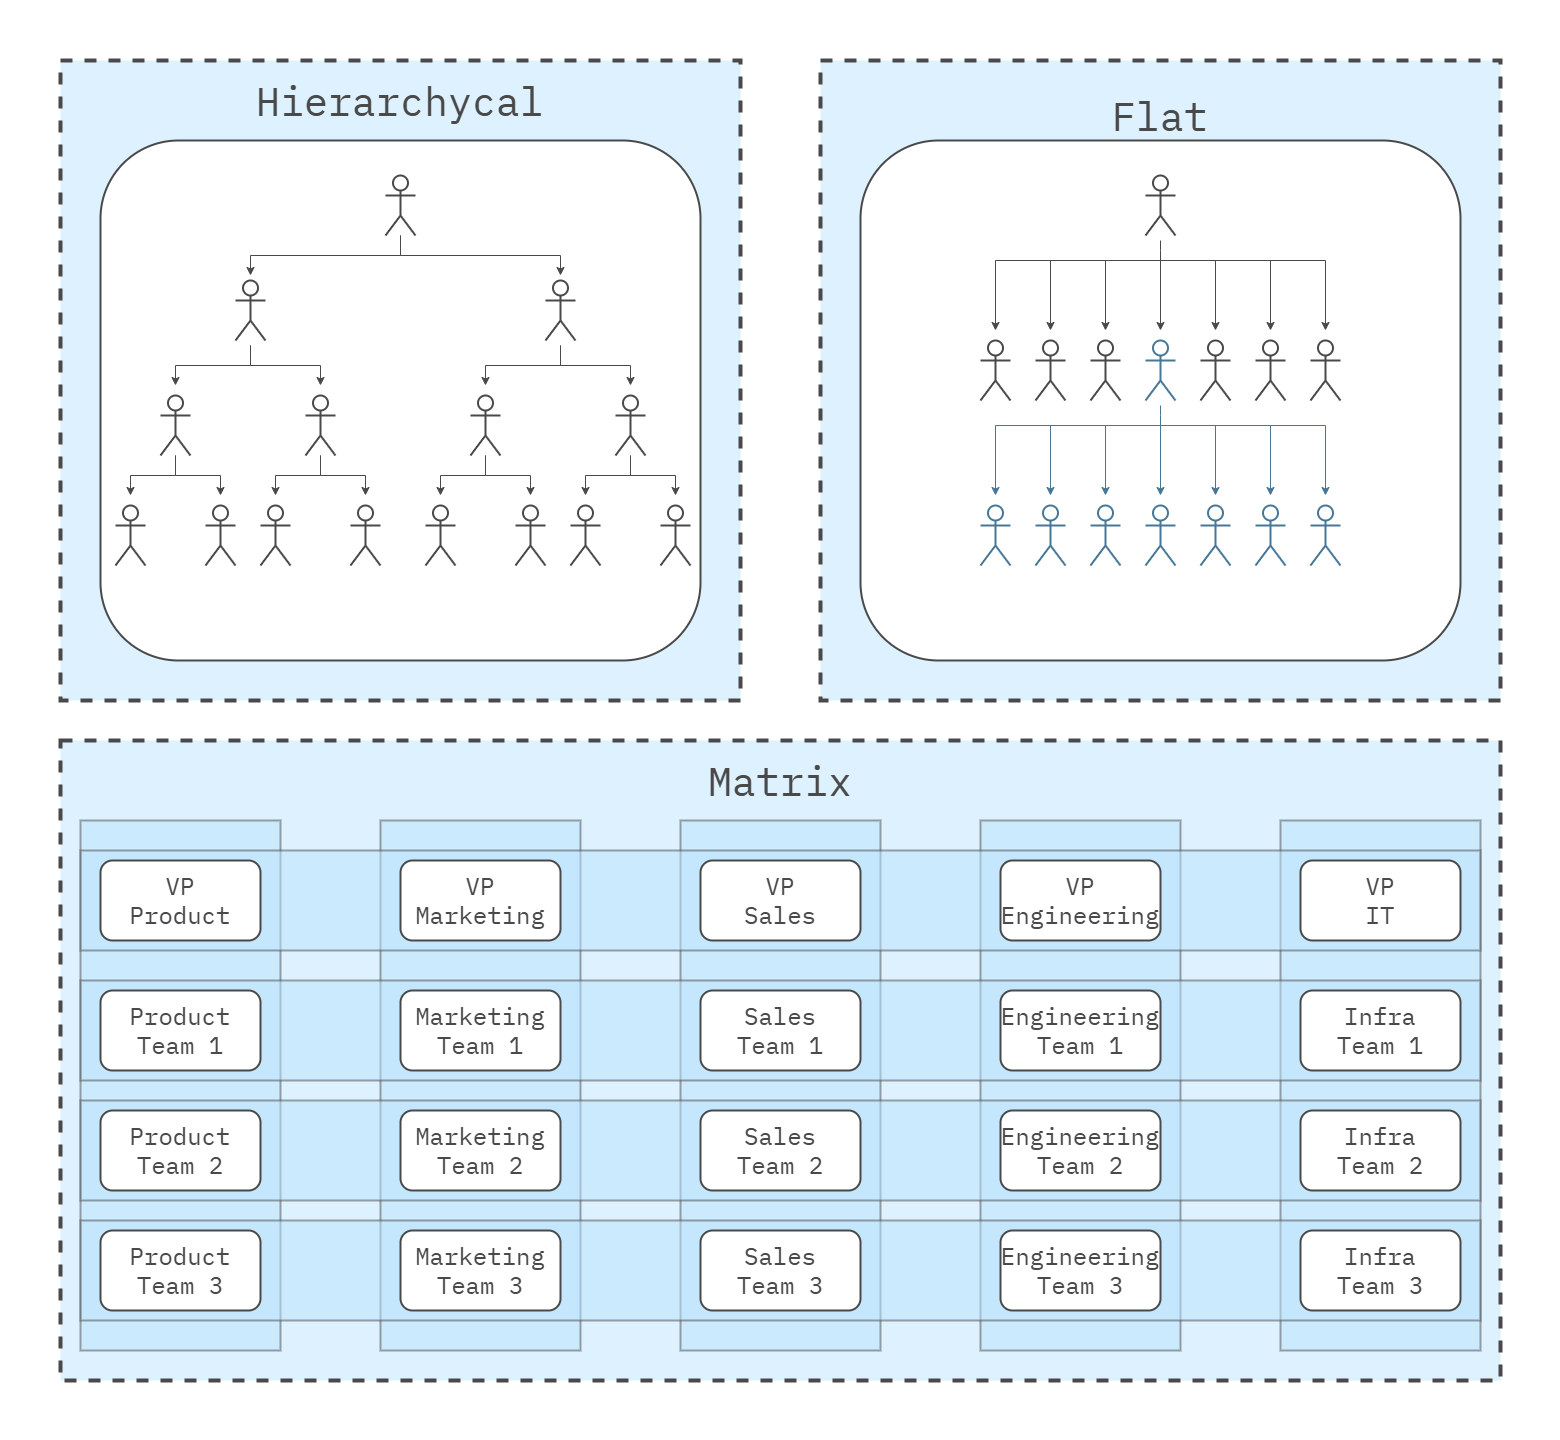 Hierarchycal
Flat
Matrix
VP
Product
VP
Marketing
VP
Sales
VP
Engineering
VP
IT
Product
Team 1
Marketing
Team 1
Sales
Team 1
Engineering
Team 1
Infra
Team 1
Product
Team 2
Marketing
Team 2
Sales
Team 2
Engineering
Team 2
Infra
Team 2
Product
Team 3
Marketing
Team 3
Sales
Team 3
Engineering
Team 3
Infra
Team 3